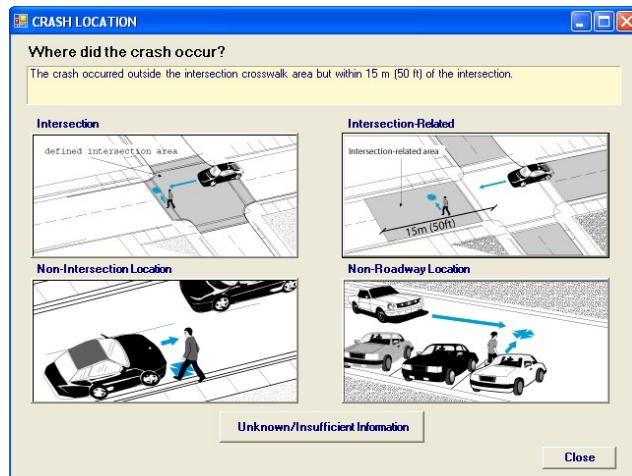 CRASH LOCATION
Where did the crash occur?
The crash occurred outside the intersection crosswalk area but within 15 m (50 ft) of the intersection.
Intersection
Intersection-Related
defined intersection area
Intersection-related area
15m (50ft)
Non-Intersection Location
Non-Roadway Location
Unknown/Insufficient Information
Close